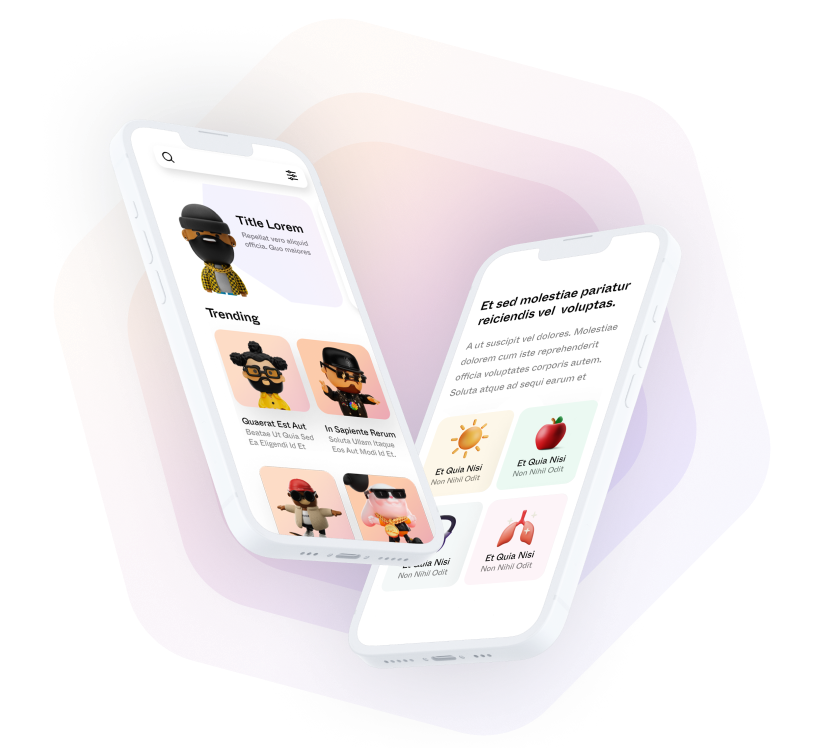 Title Lorem
Repellat vero aliquid
officia. Quo maiores
Trending
Quaerat Est Aut
Beatae Ut Quia Sed
Ea Eligendi Id Et
In Sapiente Rerum
Soluta Ullam Itaque
Eos Aut Modi Id Et.
Et sed molestiae pariatur
reiciendis vel voluptas.
A ut suscipit vel dolores. Molestiae
dolorem cum iste reprehenderit
officia voluptates corporis autem.
Soluta atque ad sequi earum et
Et Quia Nisi
Non Nihil Odit
Et Quia Nisi
Non Nihil Odit
Et Quia Nisi
Non Nihil Odit
Et Quia Nisi
Non Nihil Odit